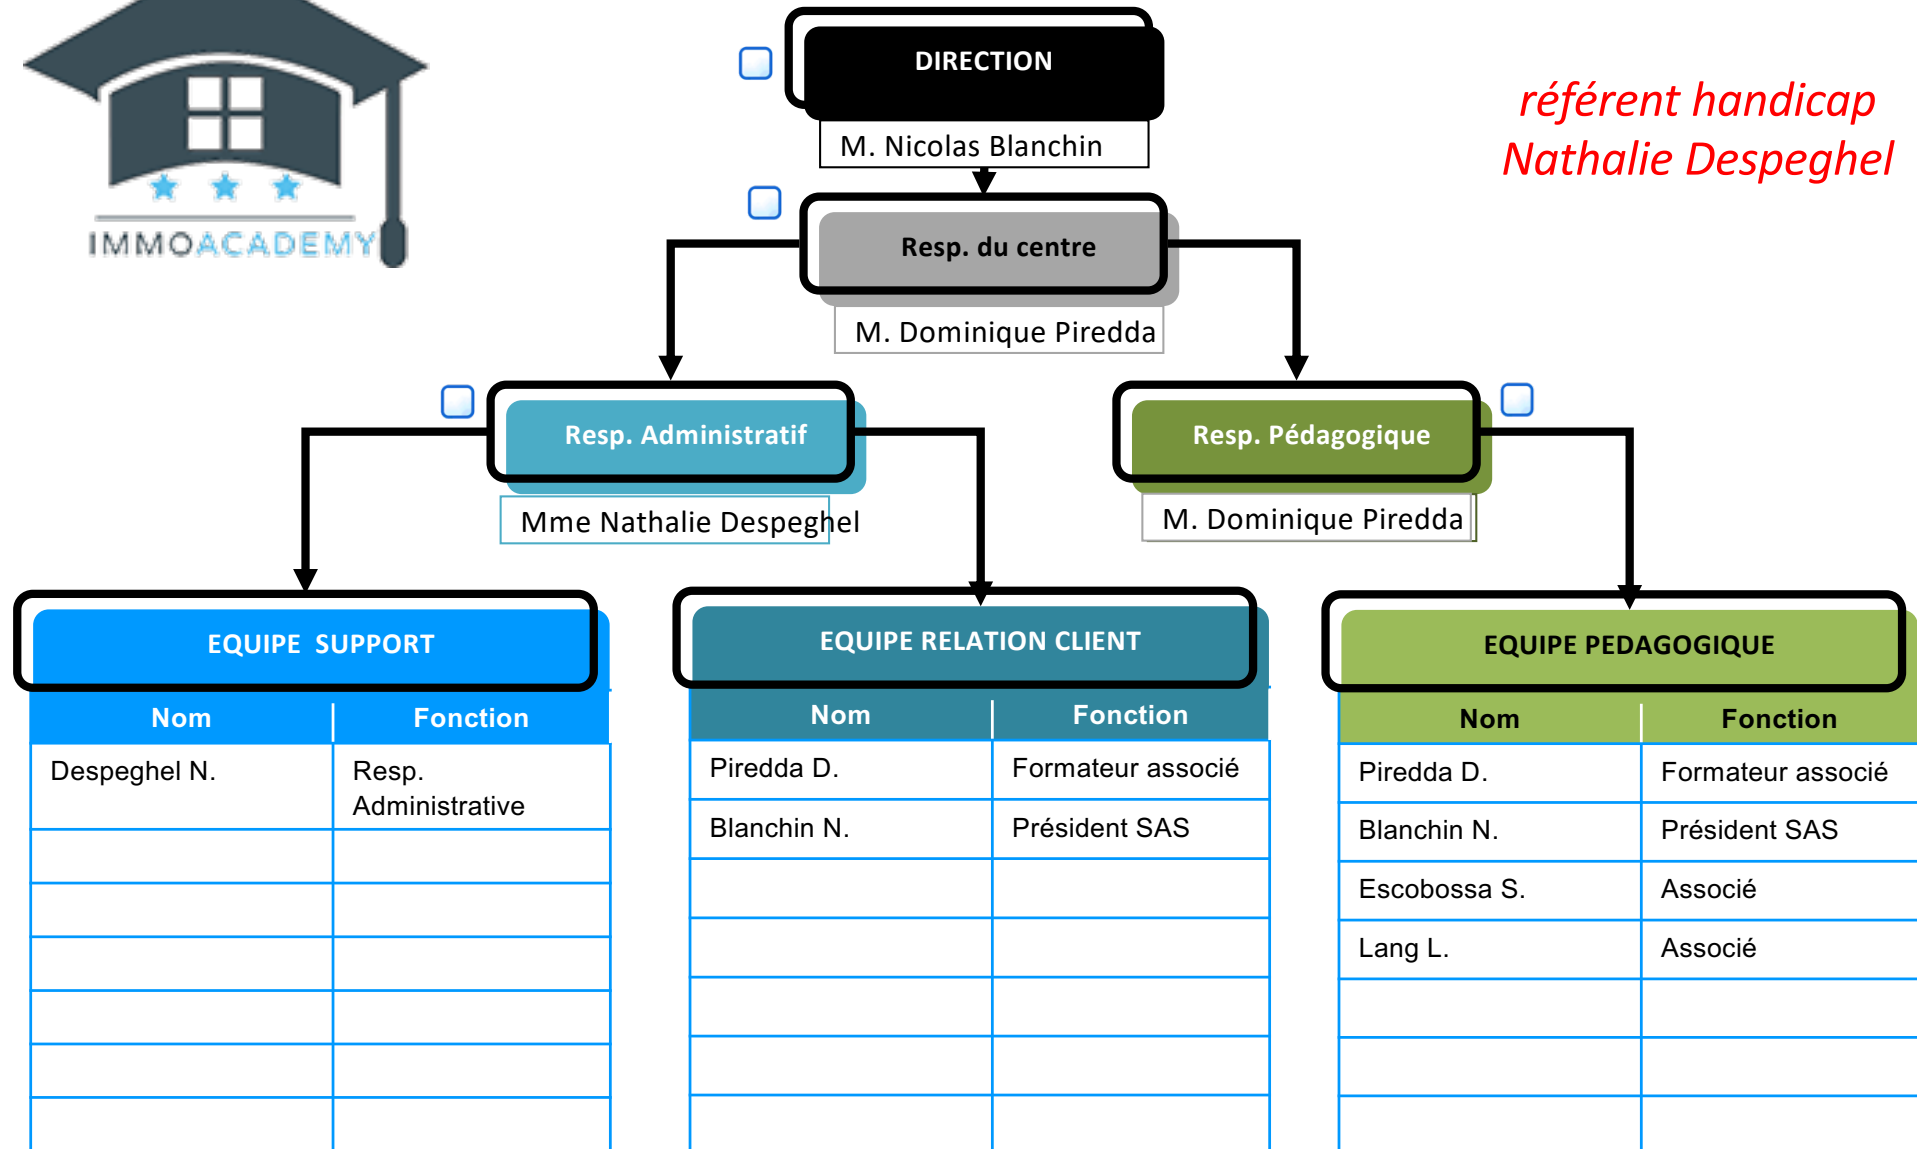 IMMOACADEMY
DIRECTION
M. Nicolas Blanchin
référent handicap
Nathalie Despeghel
Resp. du centre
M. Dominique Piredda
Resp. Administratif
Mme Nathalie Despeghel
Resp. Pédagogique
M. Dominique Piredda
EQUIPE SUPPORT
Nom Fonction
Despeghel N. Resp.
Administrative
EQUIPE RELATION CLIENT
Nom Fonction
Piredda D. Formateur associé
Blanchin N. Président SAS
EQUIPE PEDAGOGIQUE
Nom Fonction
Piredda D. Formateur associé
Blanchin N. Président SAS
Escobossa S. Associé
Lang L. Associé